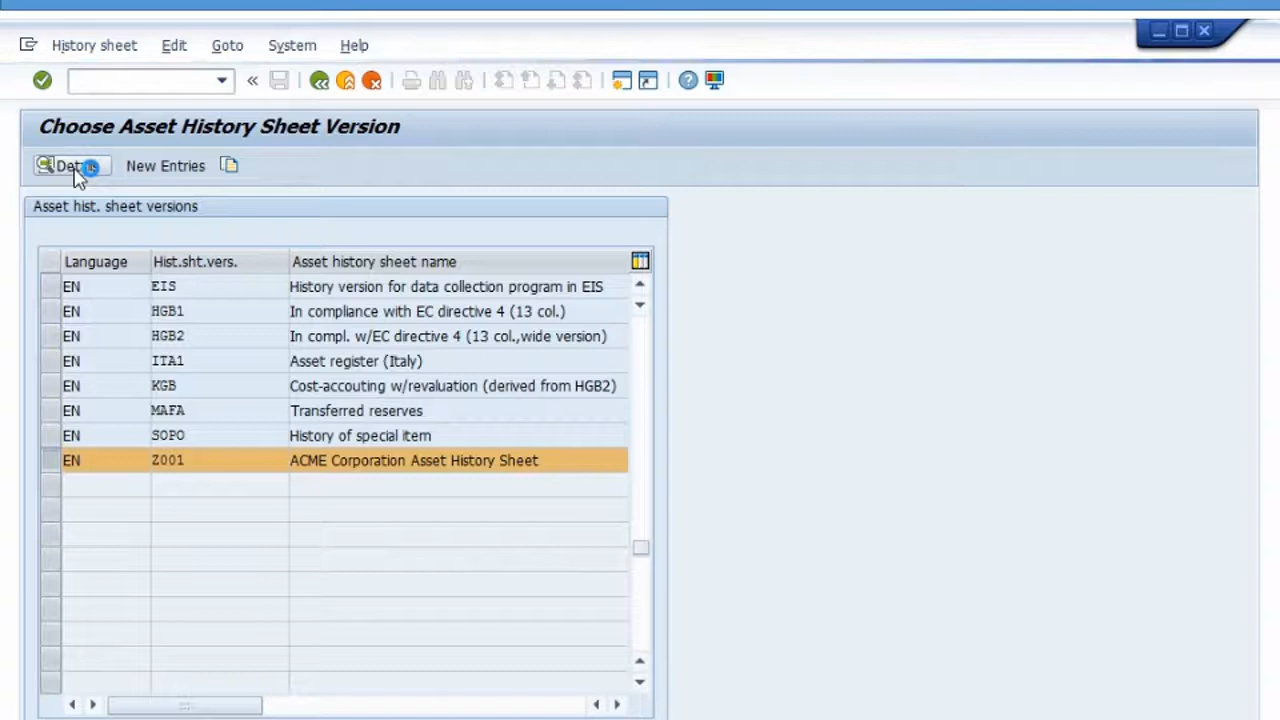 History sheet Edit Goto System Help
Choose Asset History Sheet Version
New Entries
Asset hist. sheet versions
Language Hist.sht.vers. Asset history sheet name
EN EIS History version for data collection program in EIS
EN HGB1 In compliance with EC directive 4 (13 col.)
EN HGB2 In compl. w/EC directive 4 (13 col.,wide version)
EN ITA1 Asset register (Italy)
EN KGB Cost-accouting w/revaluation (derived from HGB2)
EN MAFA Transferred reserves
EN SOPO History of special item
EN Z001 ACME Corporation Asset History Sheet